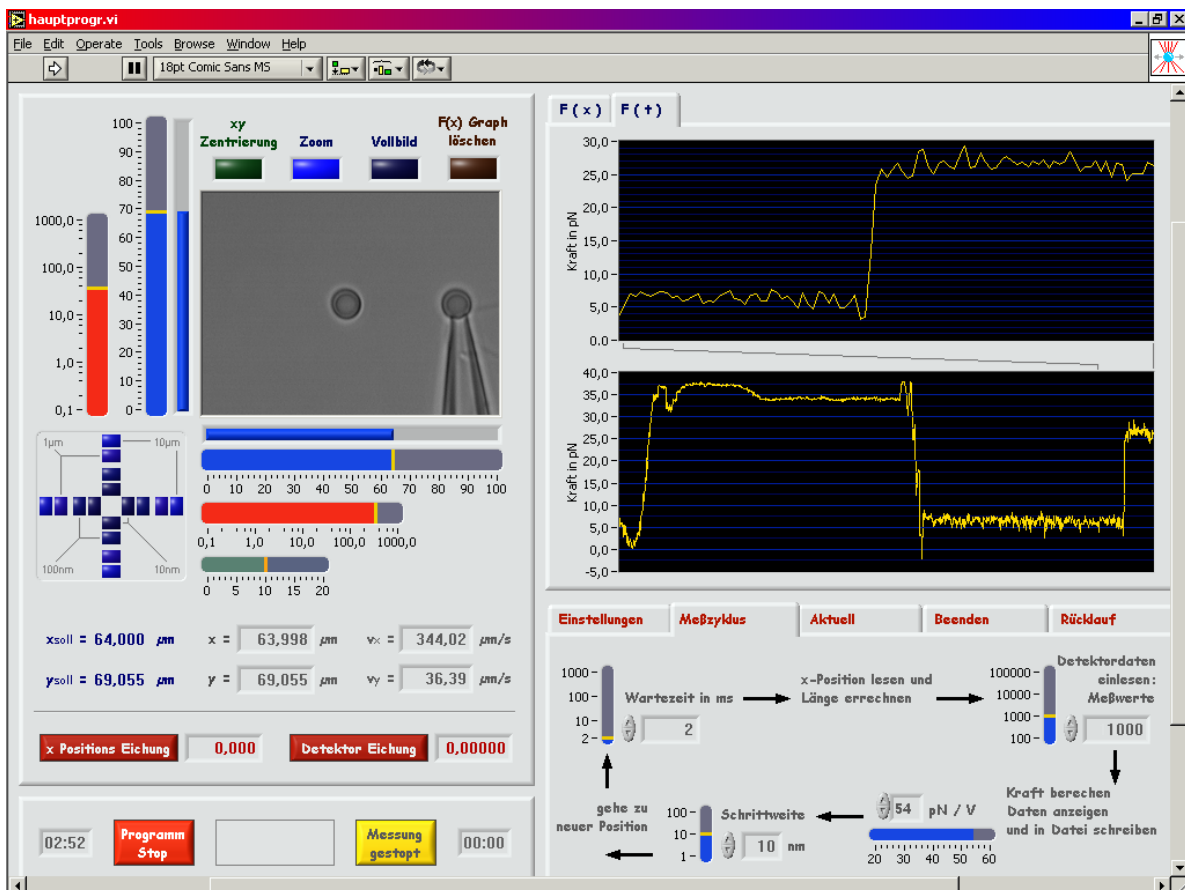 hauptprogr.vi
File Edit Operate Tools Browse Window Help
18pt Comic Sans MS
xy
Zentrierung
Zoom
Vollbild
F(x) Graph
löschen
100
90
80
70
60
50
40
30
20
10
0
1000,0
100,0
10,0
1,0
0,1
1µm
10µm
100nm
10nm
0 10 20 30 40 50 60 70 80 90 100
0,1 1,0 10,0 100,0 1000,0
0 5 10 15 20
xsoll = 64,000 µm x = 63,998 µm vx = 344,02 µm/s
ysoll = 69,055 µm y = 69,055 µm vy = 36,39 µm/s
x Positions Eichung 0,000 Detektor Eichung 0,00000
02:52
Programm
Stop
Messung
gestopt
00:00
F(x) F(t)
Kraft in pN
30,0
25,0
20,0
15,0
10,0
5,0
0.0
Kraft in pN
40,0
35,0
30,0
25,0
20,0
15,0
10,0
5,0
0,0
-5,0
Einstellungen Meßzyklus Aktuell Beenden Rücklauf
1000
100
10
2
Wartezeit in ms
2
x-Position lesen und
Länge errechnen
100000
10000
1000
100
Detektordaten
einlesen:
Meßwerte
1000
Kraft berechen
Daten anzeigen
und in Datei schreiben
54 pN / V
20 30 40 50 60
Schrittweite
100
10
1
10 nm
gehe zu
neuer Position